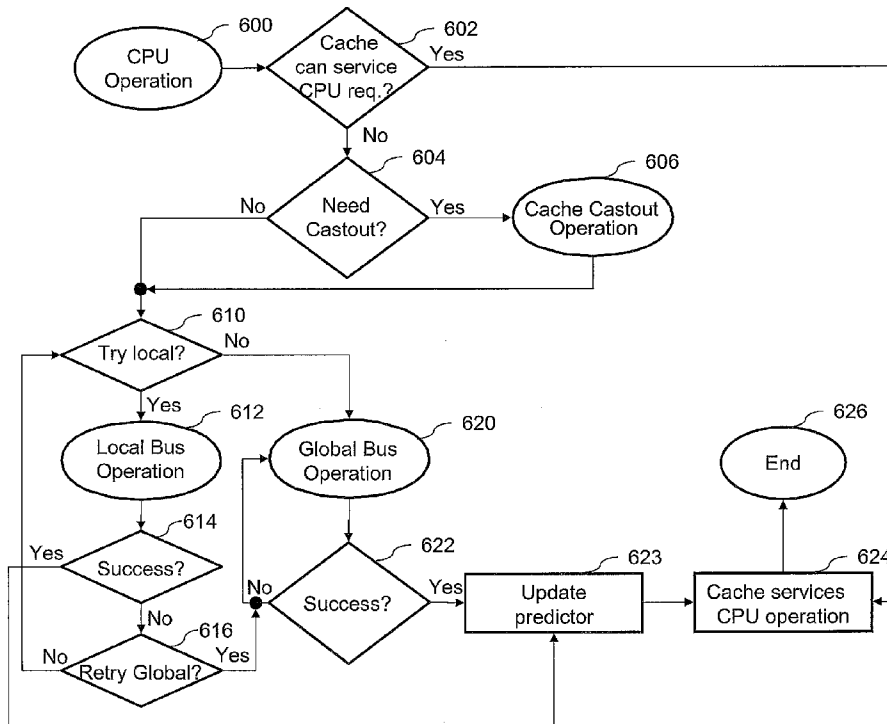 600
CPU
Operation
602
Cache
can service
CPU req.?
Yes
No
604
Need
Castout?
No
Yes
606
Cache Castout
Operation
610
Try local?
No
Yes
612
Local Bus
Operation
620
Global Bus
Operation
626
End
614
Yes
Success?
No
616
No
Retry Global?
Yes
622
No
Success?
Yes
623
Update
predictor
624
Cache services
CPU operation